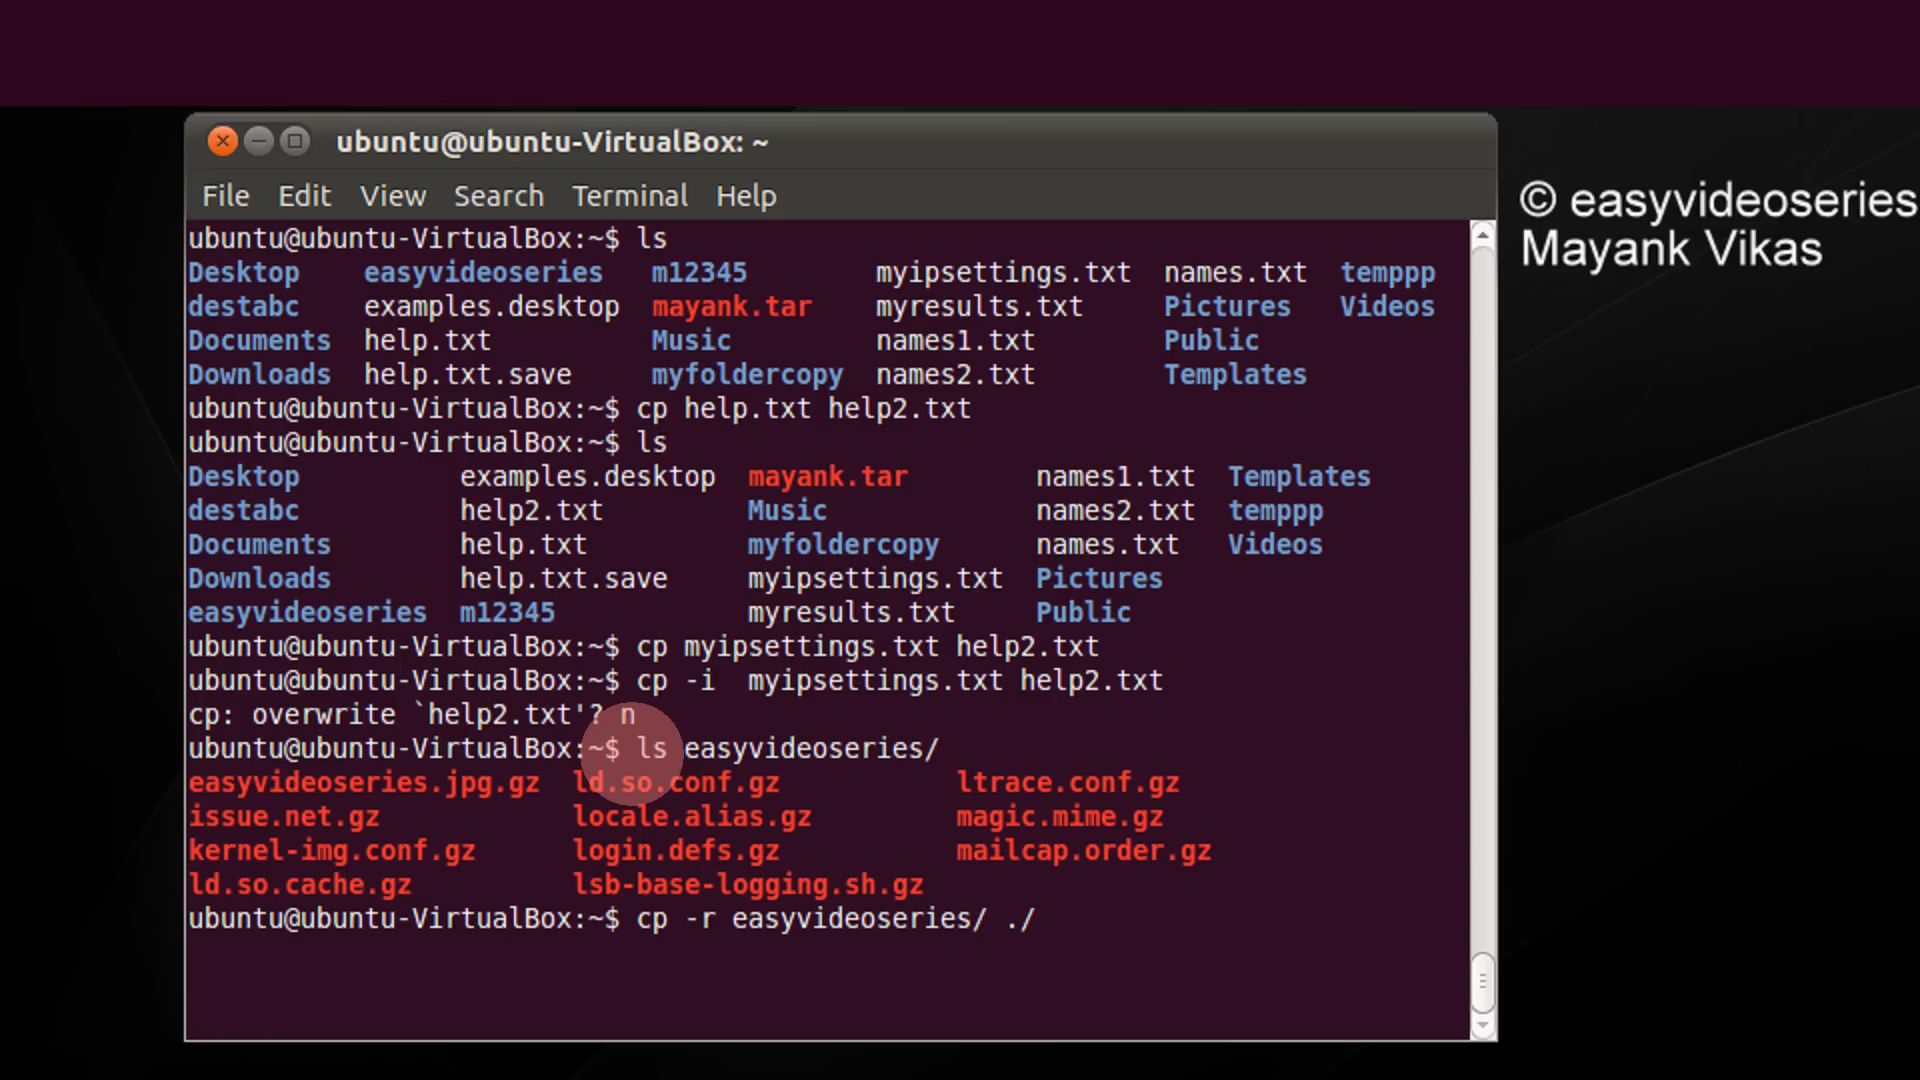 ubuntu@ubuntu-VirtualBox: ~
File Edit View Search Terminal Help
© easyvideoseries
Mayank Vikas
ubuntu@ubuntu-VirtualBox:~$ ls
Desktop easyvideoseries m12345 myipsettings.txt names.txt temppp
destabc examples.desktop mayank.tar myresults.txt Pictures Videos
Documents help.txt Music names1.txt Public
Downloads help.txt.save myfoldercopy names2.txt Templates
ubuntu@ubuntu-VirtualBox:~$ cp help.txt help2.txt
ubuntu@ubuntu-VirtualBox:~$ ls
Desktop examples.desktop mayank.tar names1.txt Templates
destabc help2.txt Music names2.txt temppp
Documents help.txt myfoldercopy names.txt Videos
Downloads help.txt.save myipsettings.txt Pictures
easyvideoseries m12345 myresults.txt Public
ubuntu@ubuntu-VirtualBox:~$ cp myipsettings.txt help2.txt
ubuntu@ubuntu-VirtualBox:~$ cp -i  myipsettings.txt help2.txt
cp: overwrite `help2.txt'? n
ubuntu@ubuntu-VirtualBox:~$ ls easyvideoseries/
easyvideoseries.jpg.gz ld.so.conf.gz ltrace.conf.gz
issue.net.gz locale.alias.gz magic.mime.gz
kernel-img.conf.gz login.defs.gz mailcap.order.gz
ld.so.cache.gz lsb-base-logging.sh.gz
ubuntu@ubuntu-VirtualBox:~$ cp -r easyvideoseries/ ./